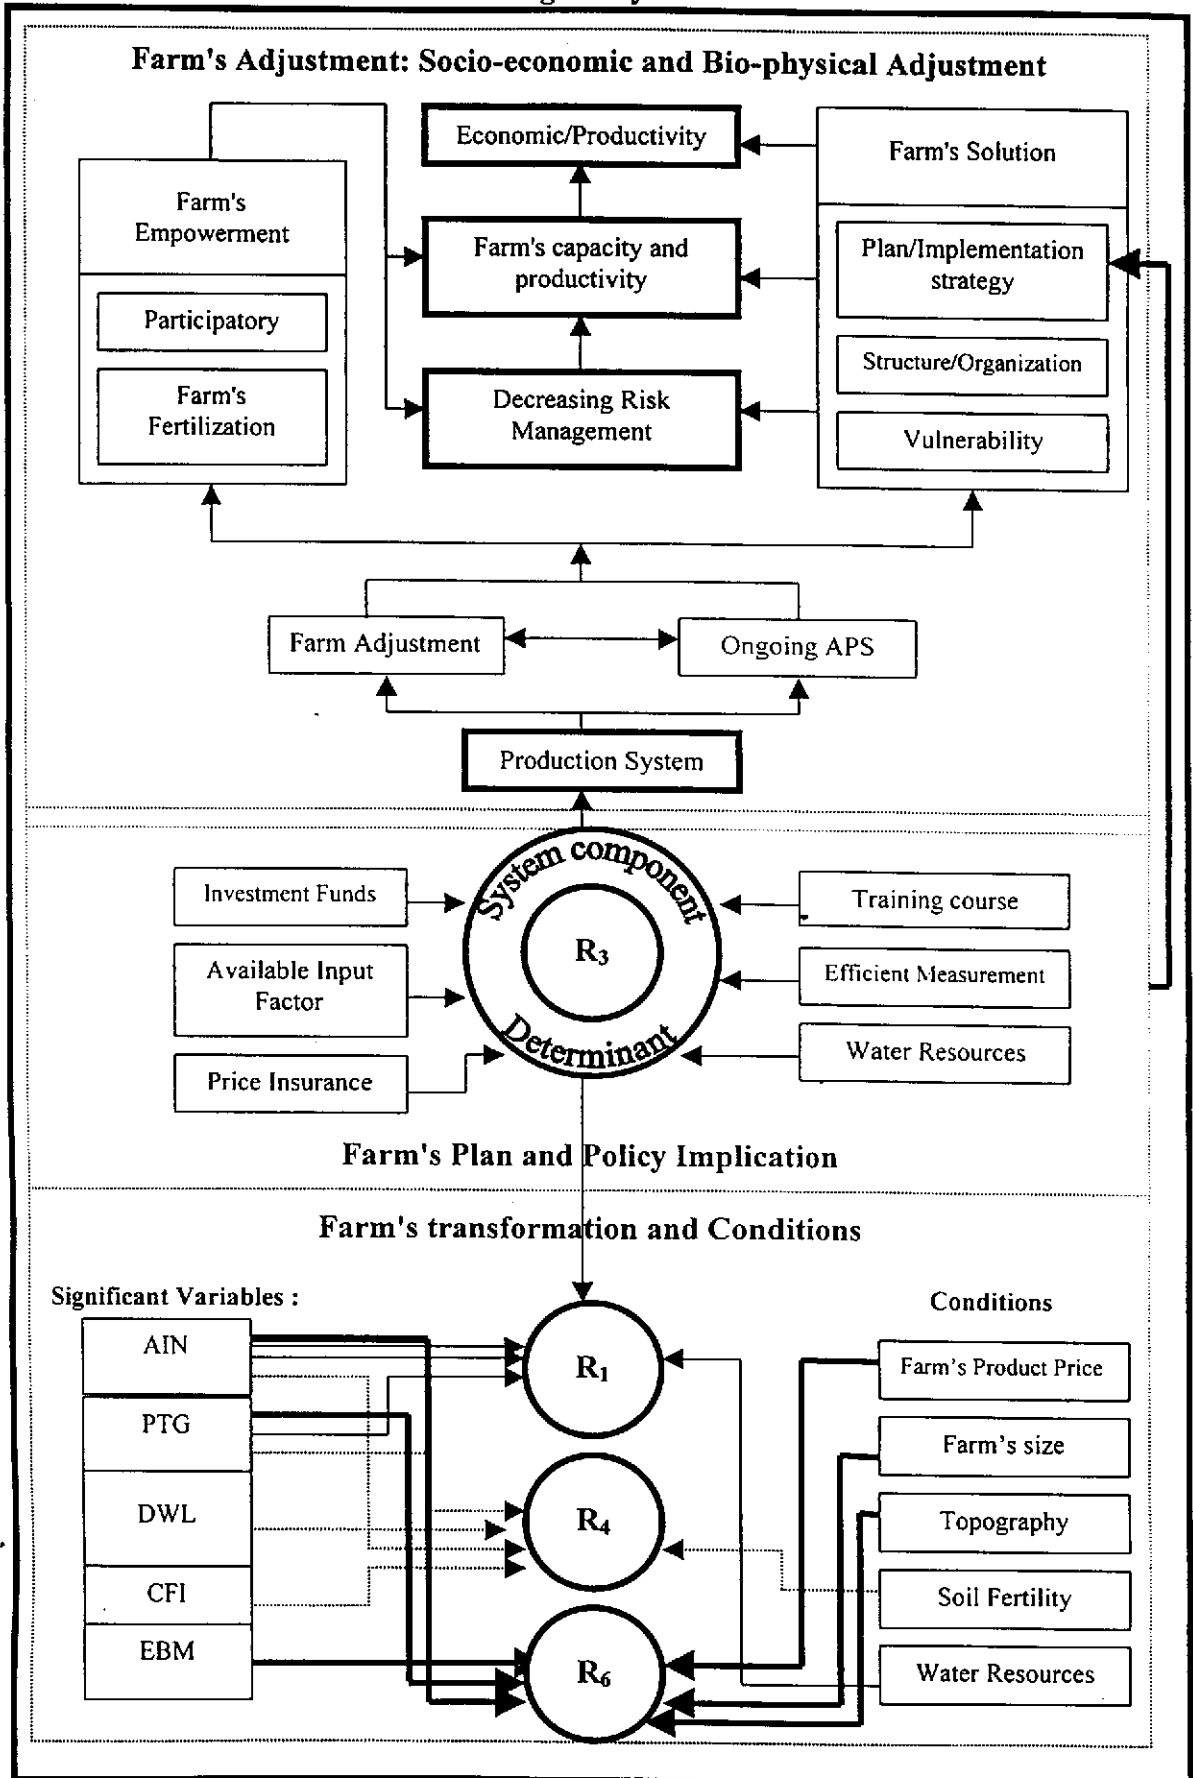 Farm's Adjustment: Socio-economic and Bio-physical Adjustment
Economic/Productivity
Farm's Solution
Farm's
Empowerment
Farm's capacity and
productivity
Plan/Implementation
strategy
Participatory
Structure/Organization
Farm's
Fertilization
Decreasing Risk
Management
Vulnerability
Farm Adjustment
Ongoing APS
Production System
System component
R3
Determinant
Investment Funds
Available Input
Factor
Price Insurance
Training course
Efficient Measurement
Water Resources
Farm's Plan and Policy Implication
Farm's transformation and Conditions
Significant Variables :
AIN
PTG
DWL
CFI
EBM
R1
R4
R6
Conditions
Farm's Product Price
Farm's size
Topography
Soil Fertility
Water Resources